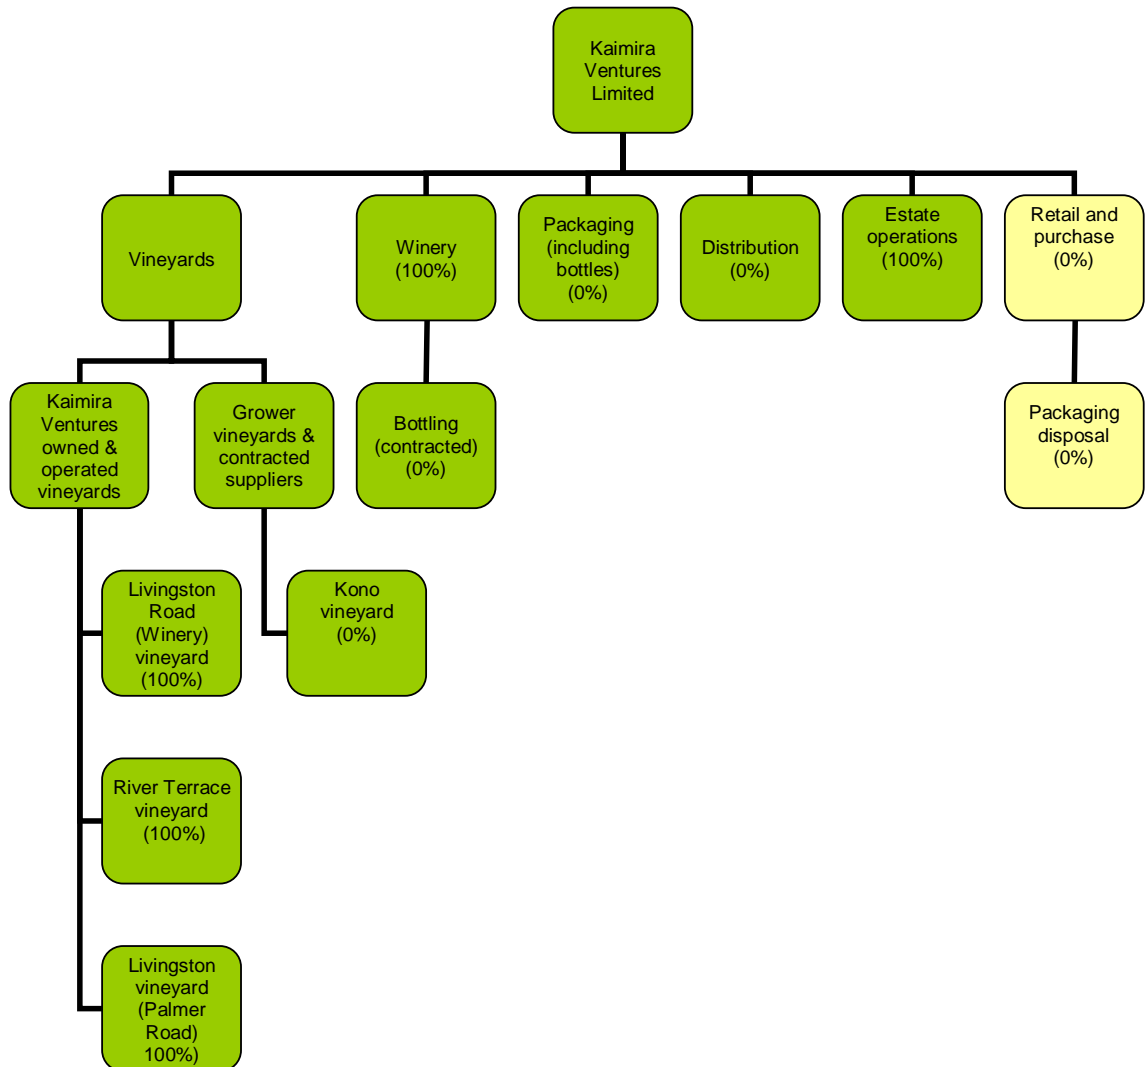 Kaimira
Ventures
Limited
Vineyards
Winery
(100%)
Packaging
(including
bottles)
(0%)
Distribution
(0%)
Estate
operations
(100%)
Retail and
purchase
(0%)
Kaimira
Ventures
owned &
operated
vineyards
Grower
vineyards &
contracted
suppliers
Bottling
(contracted)
(0%)
Packaging
disposal
(0%)
Livingston
Road
(Winery)
vineyard
(100%)
Kono
vineyard
(0%)
River Terrace
vineyard
(100%)
Livingston
vineyard
(Palmer
Road)
100%)